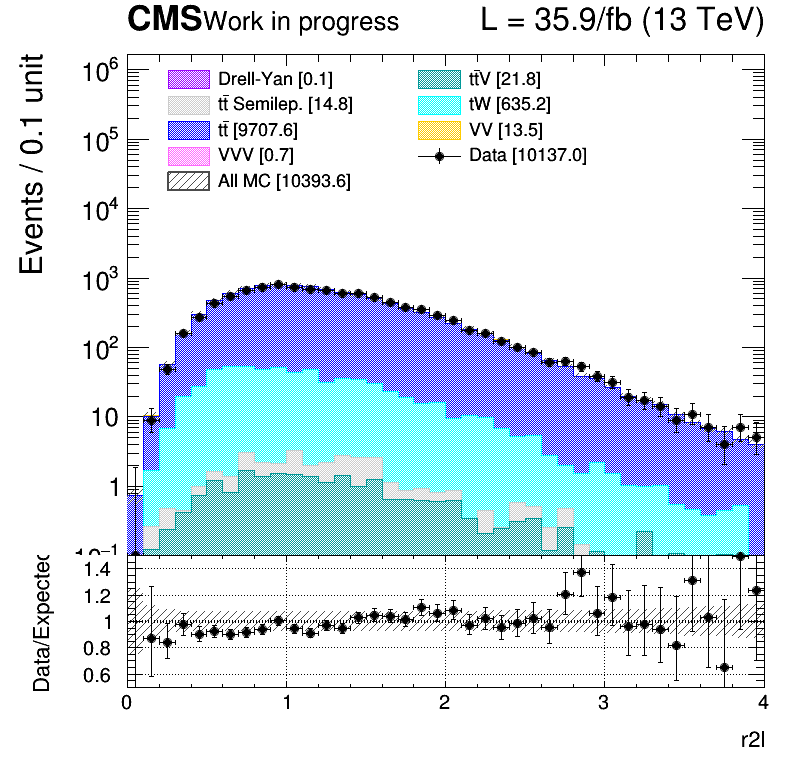 CMS Work in progress L = 35.9/fb (13 TeV)
Events / 0.1 unit
10⁶
10⁵
10⁴
10³
10²
10
1
10⁻¹
Drell-Yan [0.1]
tt̄ Semilep. [14.8]
tt̄ [9707.6]
VVV [0.7]
All MC [10393.6]
tt̄V [21.8]
tW [635.2]
VV [13.5]
Data [10137.0]
Data/Expected
1.4
1.2
1
0.8
0.6
0 1 2 3 4
r2l